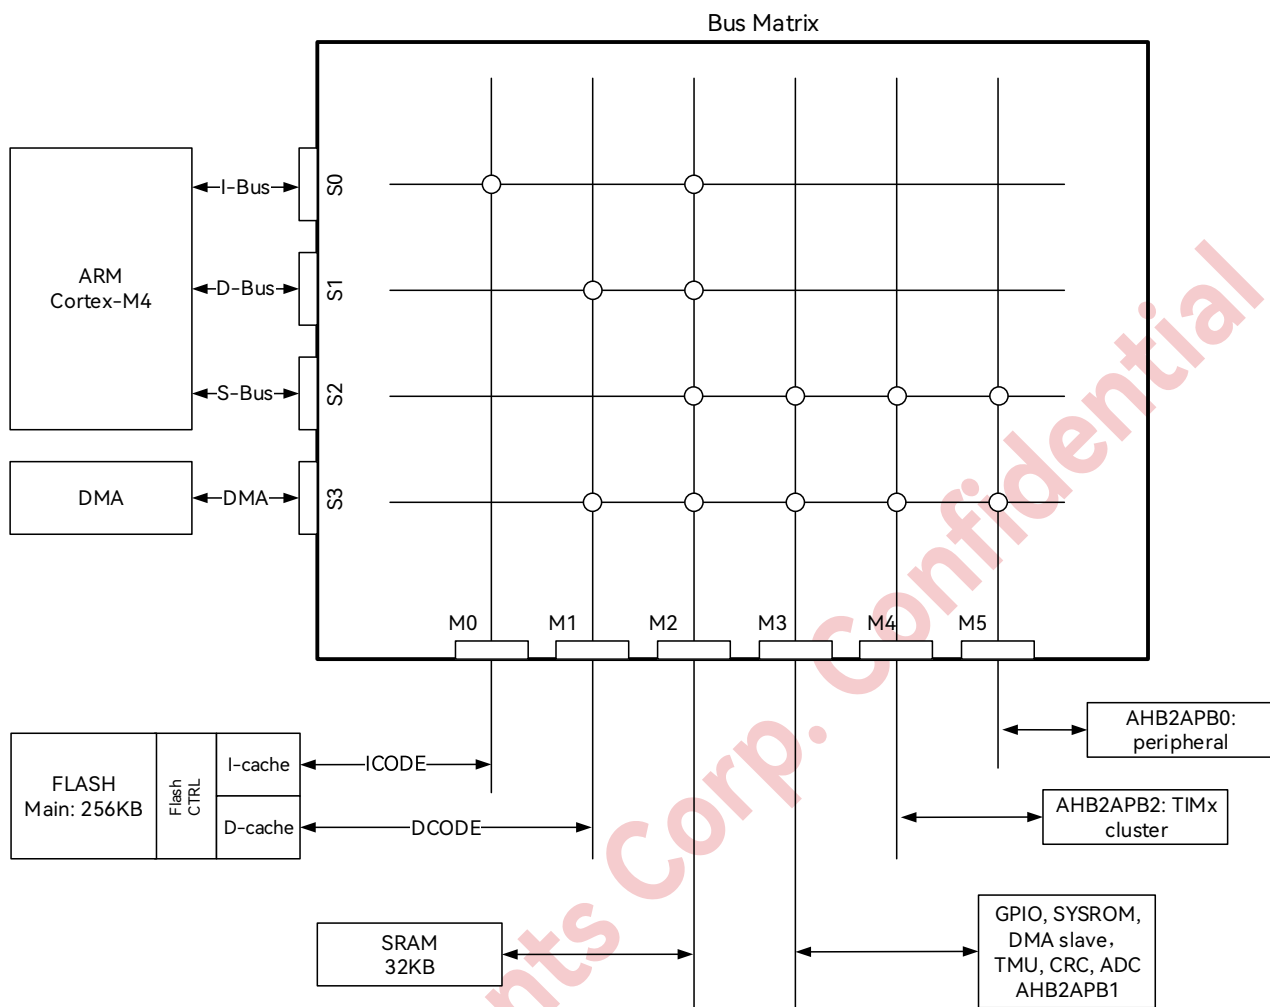 Bus Matrix
ARM
Cortex-M4
I-Bus
D-Bus
S-Bus
DMA
DMA
S0
S1
S2
S3
M0
M1
M2
M3
M4
M5
FLASH
Main: 256KB
Flash
CTRL
I-cache
D-cache
ICODE
DCODE
SRAM
32KB
AHB2APB0:
peripheral
AHB2APB2: TIMx
cluster
GPIO, SYSROM,
DMA slave,
TMU, CRC, ADC
AHB2APB1
nts Corp. Confidential